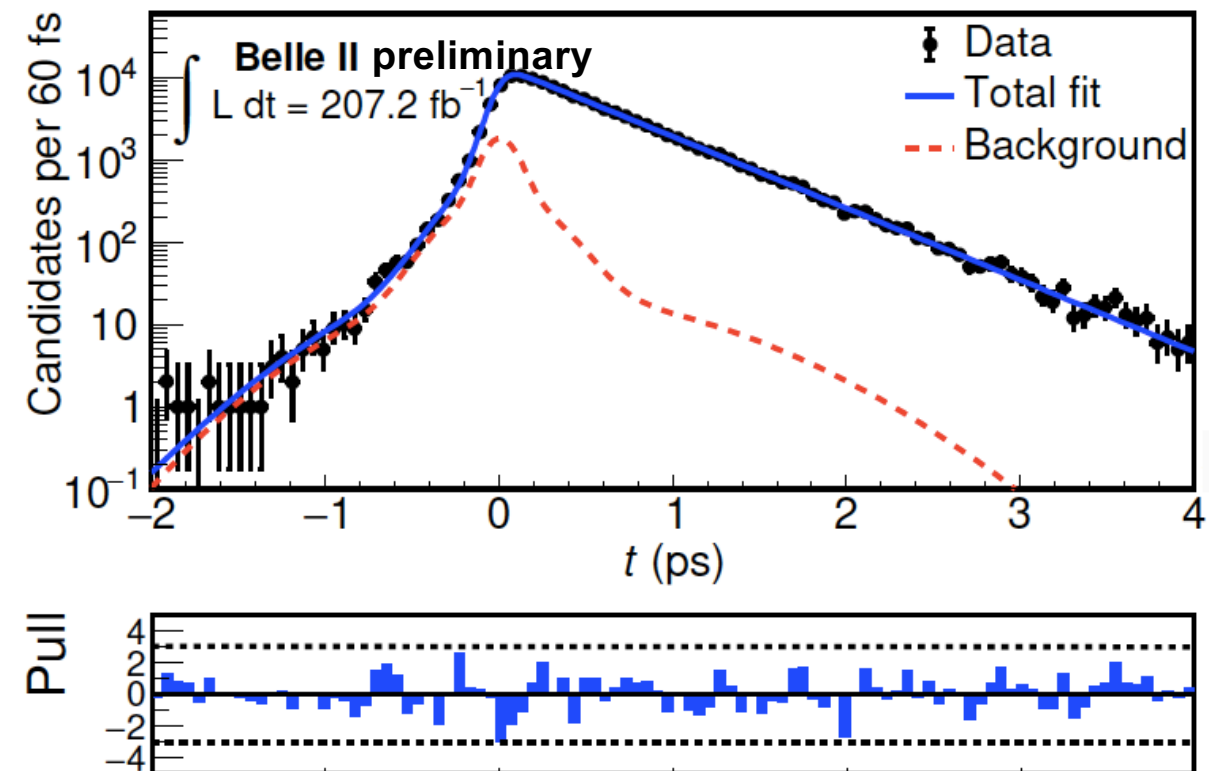 Belle II preliminary
∫ L dt = 207.2 fb⁻¹
Data
Total fit
Background
Candidates per 60 fs
10⁴
10³
10²
10
1
10⁻¹
−2 −1 0 1 2 3 4
t (ps)
Pull
4
2
0
−2
−4